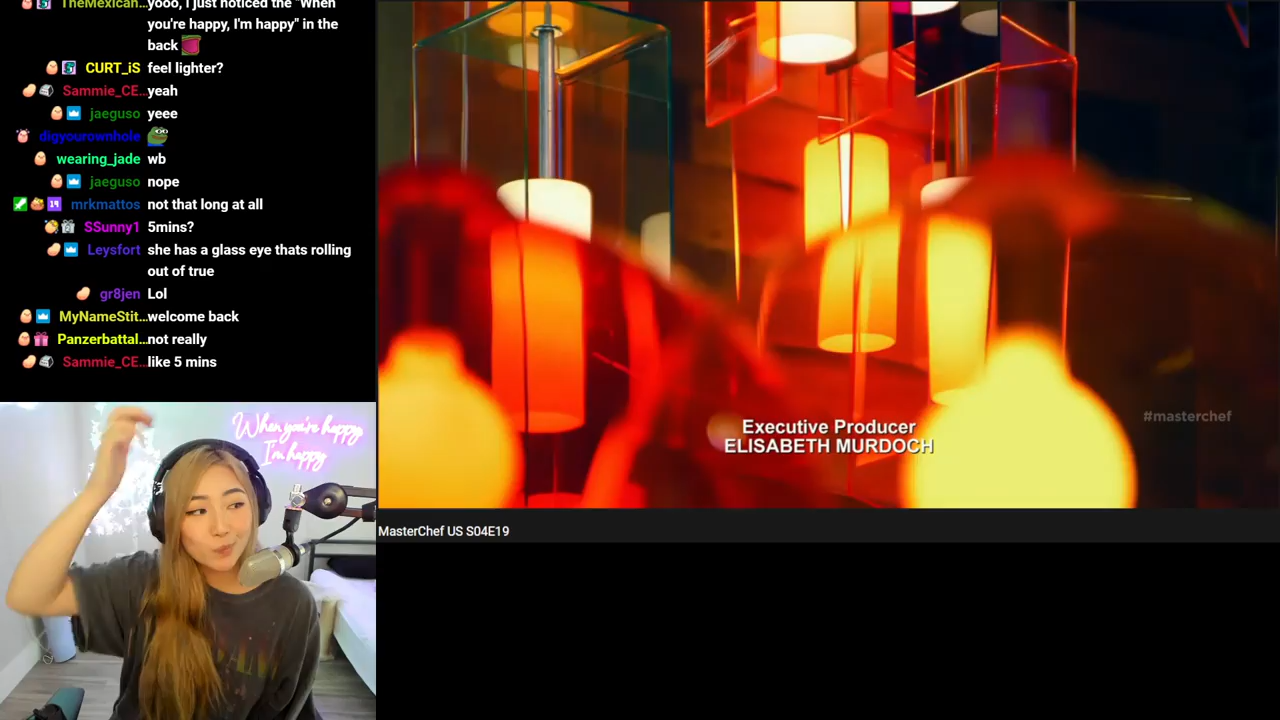 TheMexican… yooo, I just noticed the "When
you're happy, I'm happy" in the
back
CURT_iS feel lighter?
Sammie_CE… yeah
jaeguso yeee
digyourownhole
wearing_jade wb
jaeguso nope
mrkmattos not that long at all
SSunny1 5mins?
Leysfort she has a glass eye thats rolling
out of true
gr8jen Lol
MyNameStit… welcome back
Panzerbattal… not really
Sammie_CE… like 5 mins
When you're happy
I'm happy
#masterchef
Executive Producer
ELISABETH MURDOCH
MasterChef US S04E19